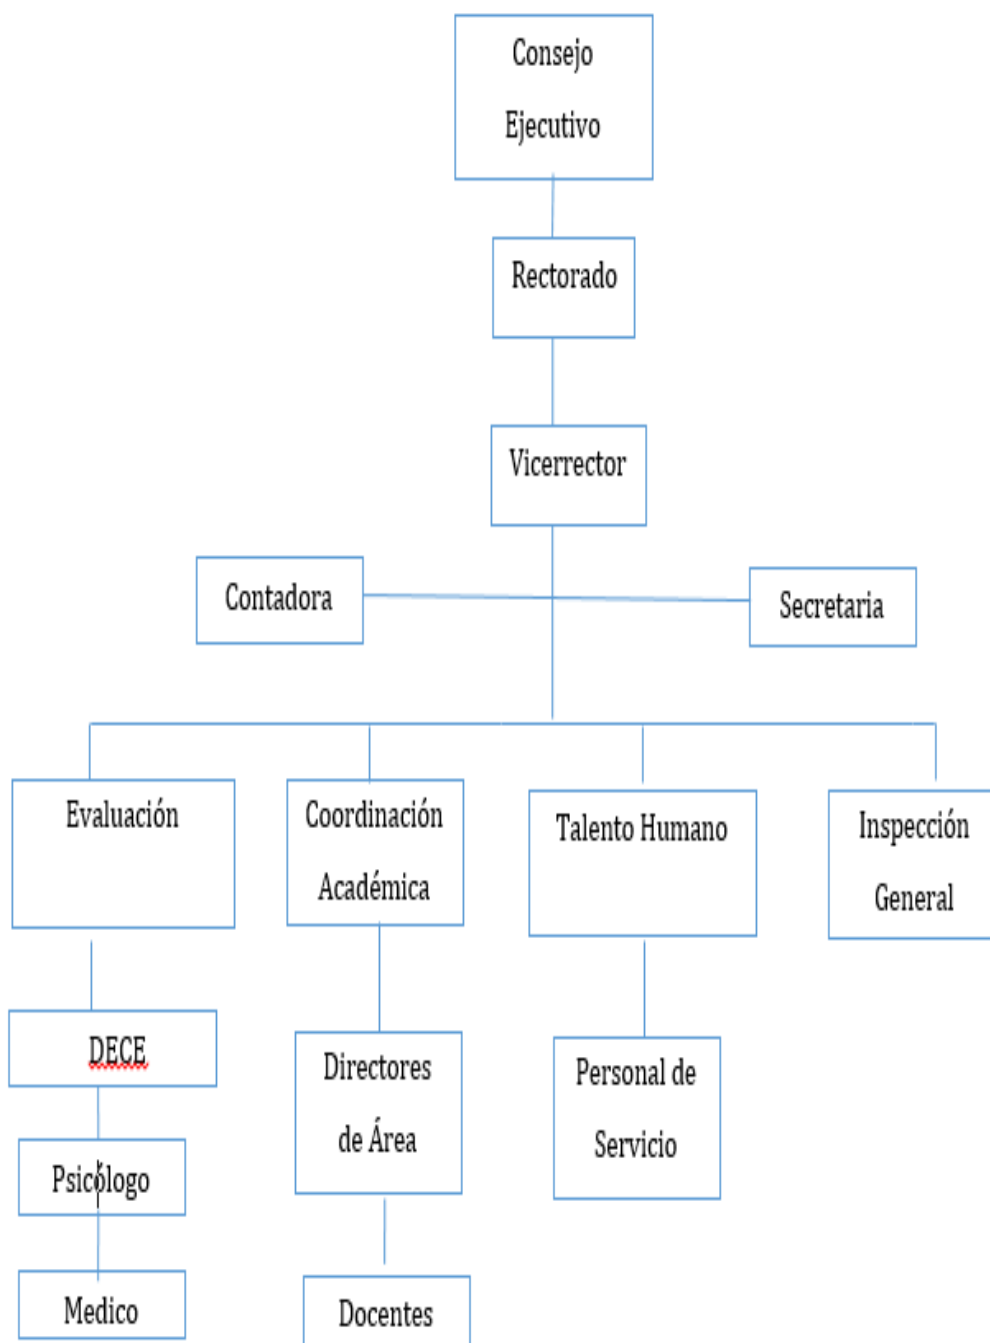 Consejo
Ejecutivo
Rectorado
Vicerrector
Contadora
Secretaria
Evaluación
Coordinación
Académica
Talento Humano
Inspección
General
DECE
Directores
de Área
Personal de
Servicio
Psicólogo
Medico
Docentes